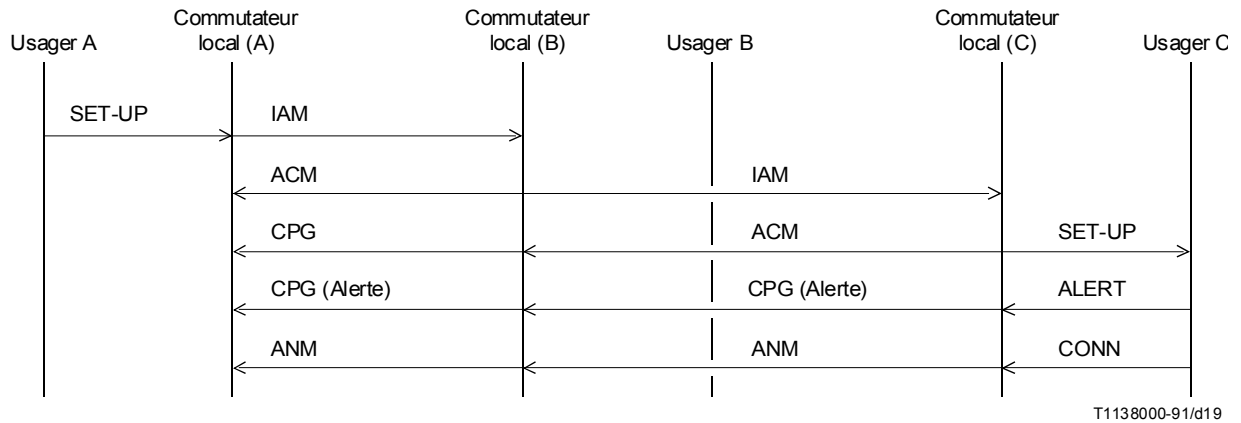 Usager A
Commutateur
local (A)
Commutateur
local (B)
Usager B
Commutateur
local (C)
Usager C
SET-UP
IAM
ACM
IAM
CPG
ACM
SET-UP
CPG (Alerte)
CPG (Alerte)
ALERT
ANM
ANM
CONN
T1138000-91/d19